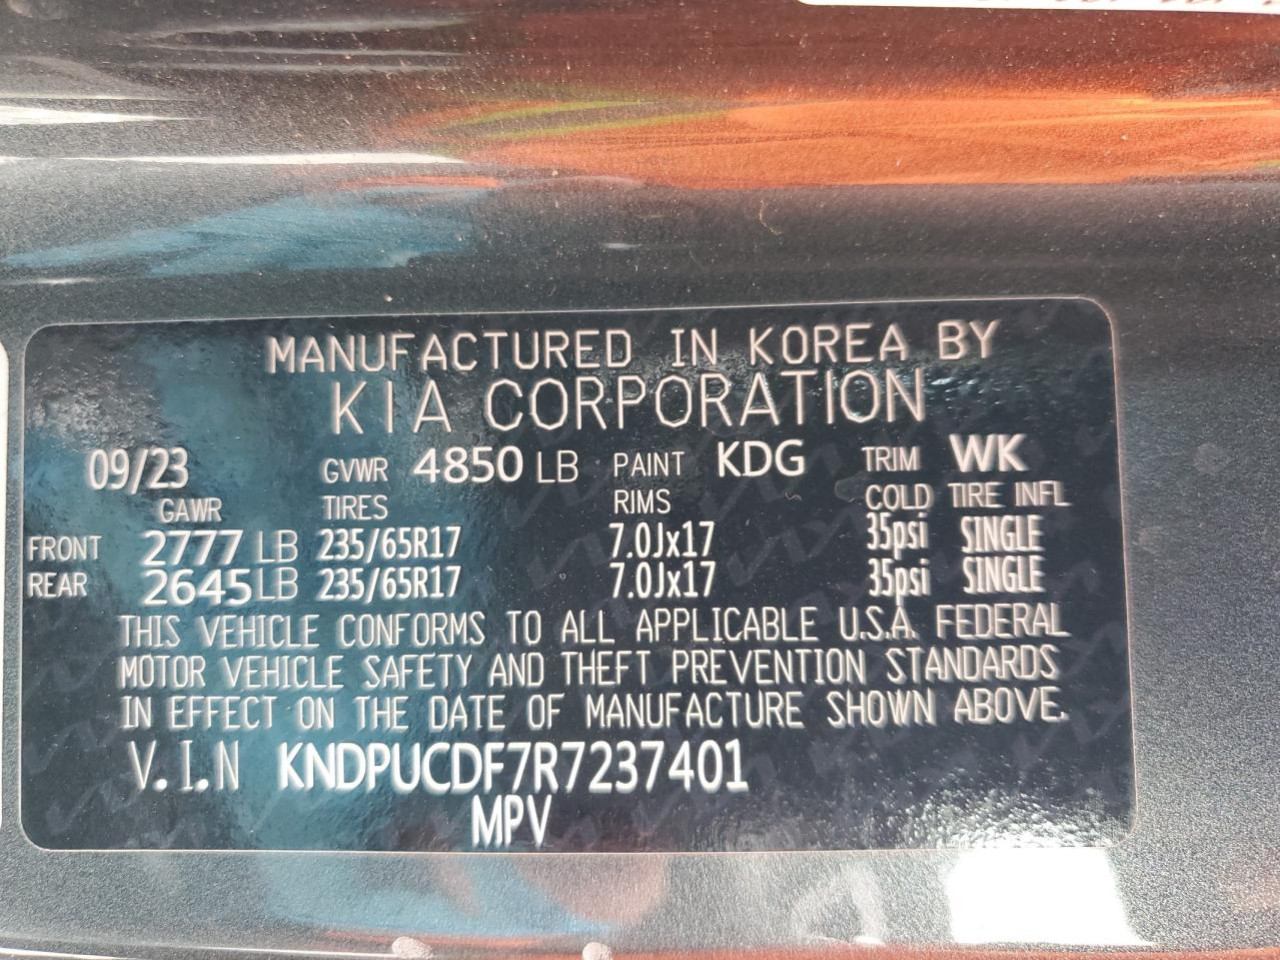 MANUFACTURED IN KOREA BY
KIA CORPORATION
09/23 GVWR 4850 LB PAINT KDG TRIM WK
GAWR TIRES RIMS COLD TIRE INFL
FRONT 2777 LB 235/65R17 7.0Jx17 35psi SINGLE
REAR 2645 LB 235/65R17 7.0Jx17 35psi SINGLE
THIS VEHICLE CONFORMS TO ALL APPLICABLE U.S.A. FEDERAL
MOTOR VEHICLE SAFETY AND THEFT PREVENTION STANDARDS
IN EFFECT ON THE DATE OF MANUFACTURE SHOWN ABOVE.
V.I.N KNDPUCDF7R7237401
MPV